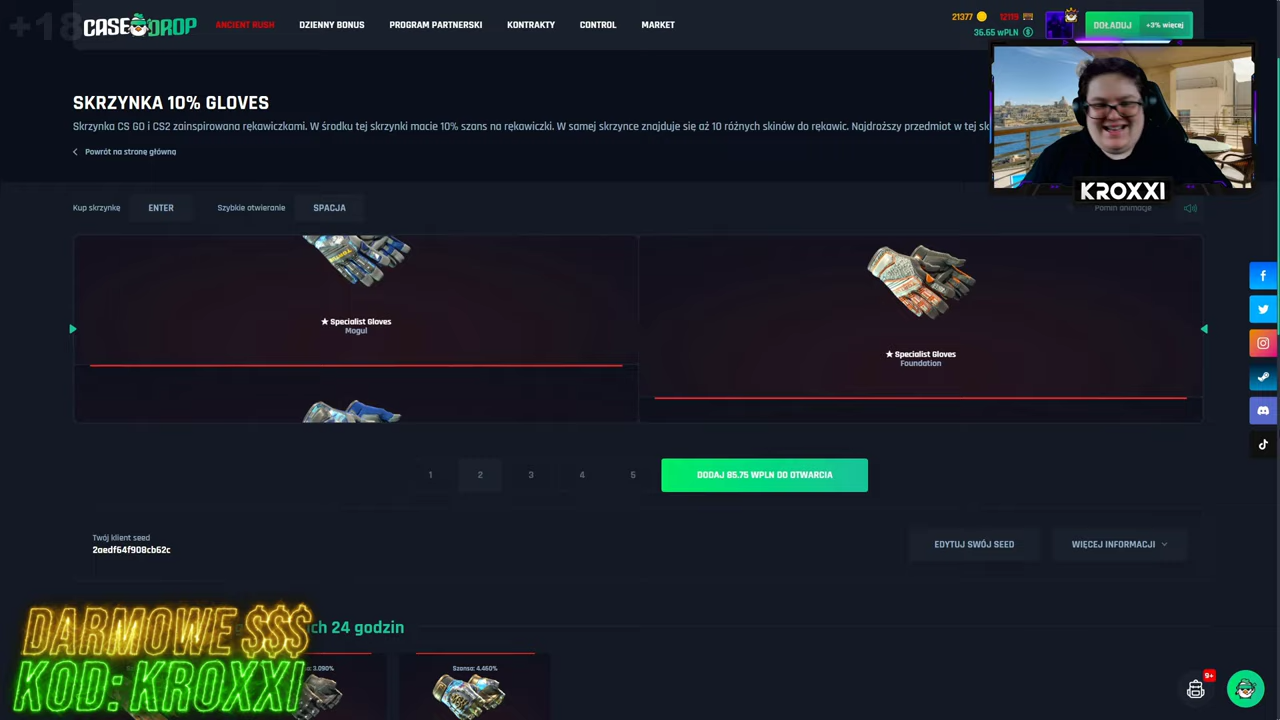 +18
CASE DROP
ANCIENT RUSH
DZIENNY BONUS
PROGRAM PARTNERSKI
KONTRAKTY
CONTROL
MARKET
21377
12119
36.65 wPLN
DOŁADUJ
+3% więcej
SKRZYNKA 10% GLOVES
Skrzynka CS GO i CS2 zainspirowana rękawiczkami. W środku tej skrzynki macie 10% szans na rękowiczki. W samej skrzynce znajduje się aż 10 różnych skinów do rękawic. Najdroższy przedmiot w tej sk
Powrót na stronę główną
KROXXI
Kup skrzynkę
ENTER
Szybkie otwieranie
SPACJA
Pomiń animacje
★ Specialist Gloves
Mogul
★ Specialist Gloves
Foundation
1
2
3
4
5
DODAJ 85.75 WPLN DO OTWARCIA
Twój klient seed
2aedf64f908cb62c
EDYTUJ SWÓJ SEED
WIĘCEJ INFORMACJI
DARMOWE $$$
KOD: KROXXI
ch 24 godzin
3.090%
Szansa: 4.460%
9+